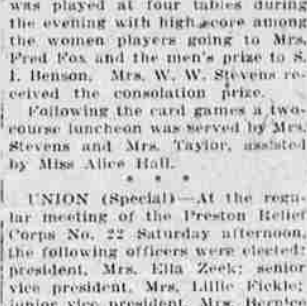 was played at four tables during
the evening with high score among
the women players going to Mrs.
Fred Fox and the men's prize to S.
I. Benson. Mrs. W. W. Stevens re-
ceived the consolation prize.
Following the card games a two-
course luncheon was served by Mrs.
Stevens and Mrs. Taylor, assisted
by Miss Alice Hall.
* * *
UNION (Special)—At the regu-
lar meeting of the Preston Relief
Corps No. 22 Saturday afternoon,
the following officers were elected:
president, Mrs. Ella Zeek; senior
vice president, Mrs. Lillie Fickle;
junior vice president, Mrs.